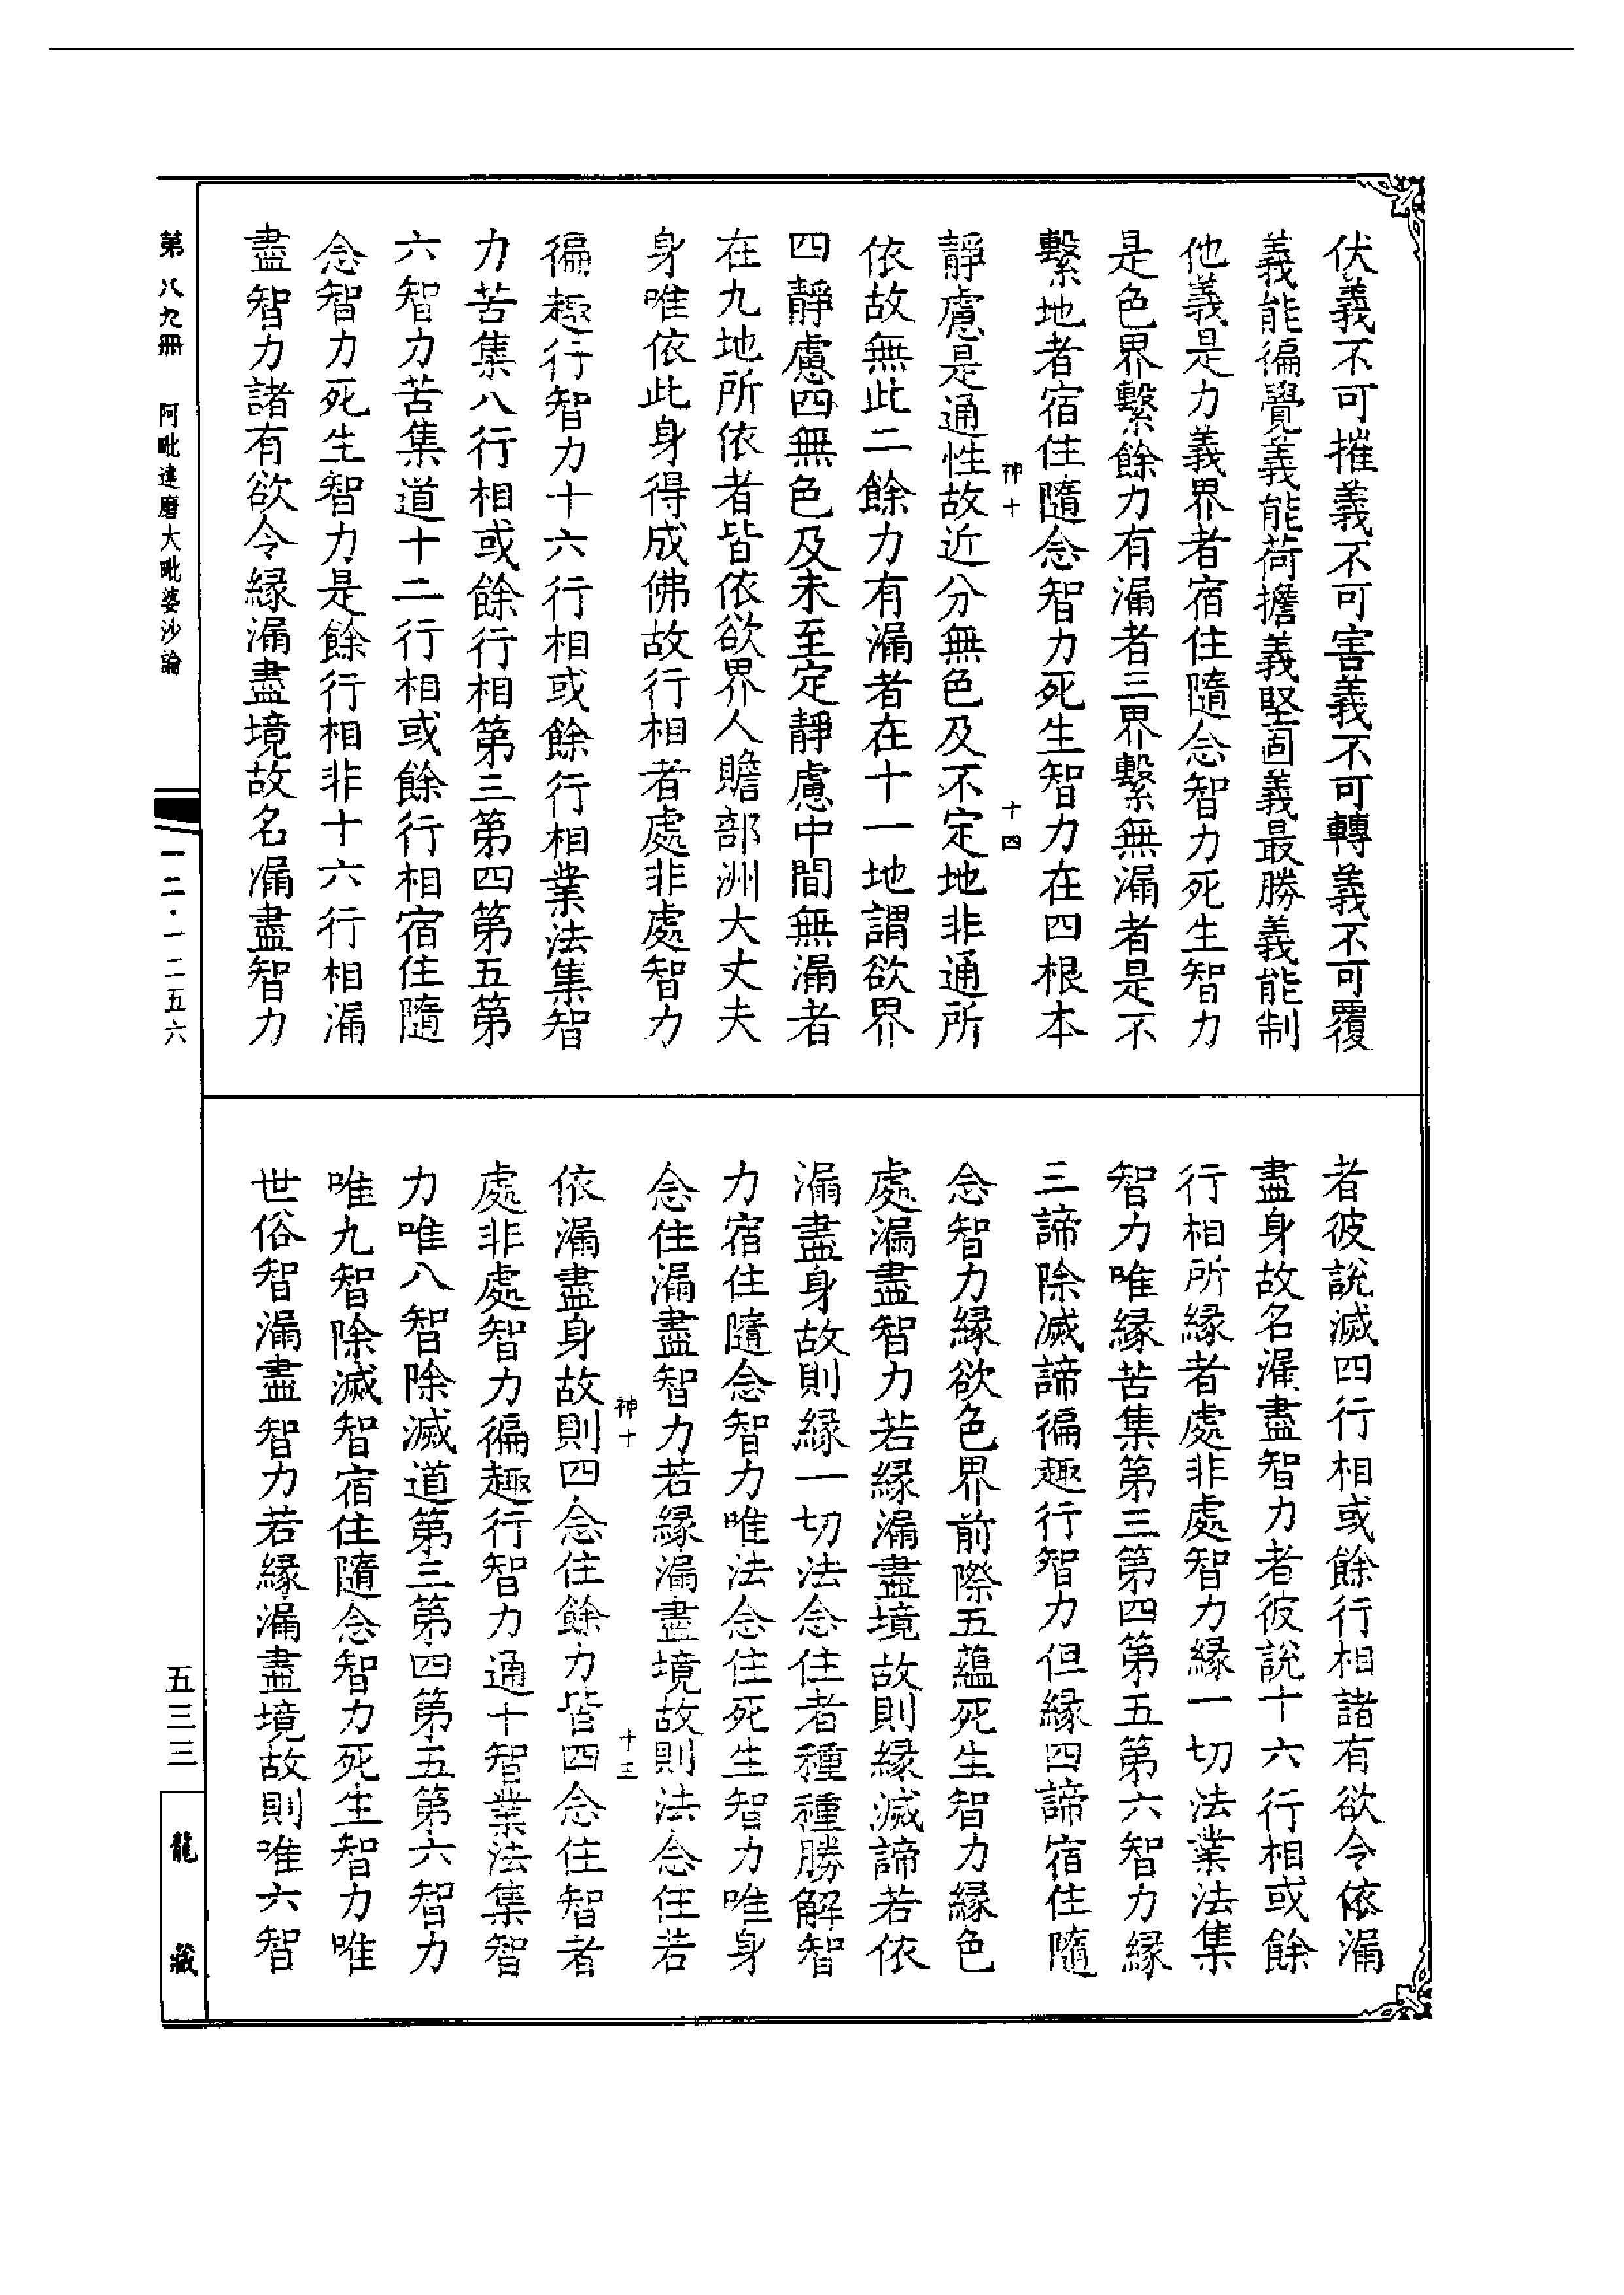 伏義不可摧義不可害義不可轉義不可覆
義能徧覺義能荷擔義堅固義最勝義能制
他義是力義界者宿住隨念智力死生智力
是色界繫餘力有漏者三界繫無漏者是不
繫地者宿住隨念智力死生智力在四根本
神十 十四
靜慮是通性故近分無色及不定地非通所
依故無此二餘力有漏者在十一地謂欲界
四靜慮四無色及未至定靜慮中間無漏者
在九地所依者皆依欲界人贍部洲大丈夫
身唯依此身得成佛故行相者處非處智力
徧趣行智力十六行相或餘行相業法集智
力苦集八行相或餘行相第三第四第五第
六智力苦集道十二行相或餘行相宿住隨
念智力死生智力是餘行相非十六行相漏
盡智力諸有欲令緣漏盡境故名漏盡智力
者彼說滅四行相或餘行相諸有欲令依漏
盡身故名漏盡智力者彼說十六行相或餘
行相所緣者處非處智力緣一切法業法集
智力唯緣苦集第三第四第五第六智力緣
三諦除滅諦徧趣行智力但緣四諦宿住隨
念智力緣欲色界前際五蘊死生智力緣色
處漏盡智力若緣漏盡境故則緣滅諦若依
漏盡身故則緣一切法念住者種種勝解智
力宿住隨念智力唯法念住死生智力唯身
念住漏盡智力若緣漏盡境故則法念住若
神十 十三
依漏盡身故則四念住餘力皆四念住智者
處非處智力徧趣行智力通十智業法集智
力唯八智除滅道第三第四第五第六智力
唯九智除滅智宿住隨念智力死生智力唯
世俗智漏盡智力若緣漏盡境故則唯六智
第八九冊 阿毗達磨大毗婆沙論
一二·一二五六
五三三
龍藏